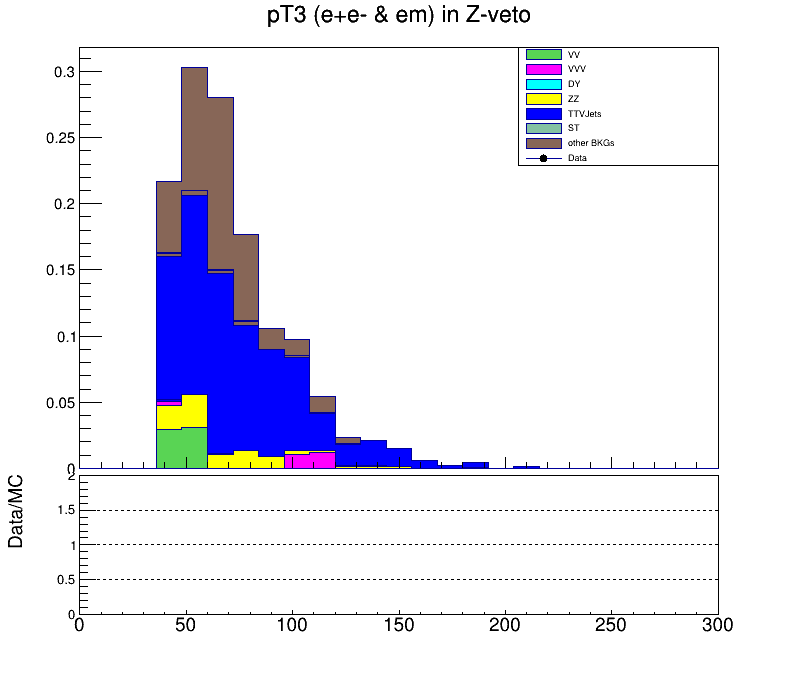 pT3 (e+e- & em) in Z-veto
VV
VVV
DY
ZZ
TTVJets
ST
other BKGs
Data
0.3
0.25
0.2
0.15
0.1
0.05
0
Data/MC
2
1.5
1
0.5
0
0 50 100 150 200 250 300